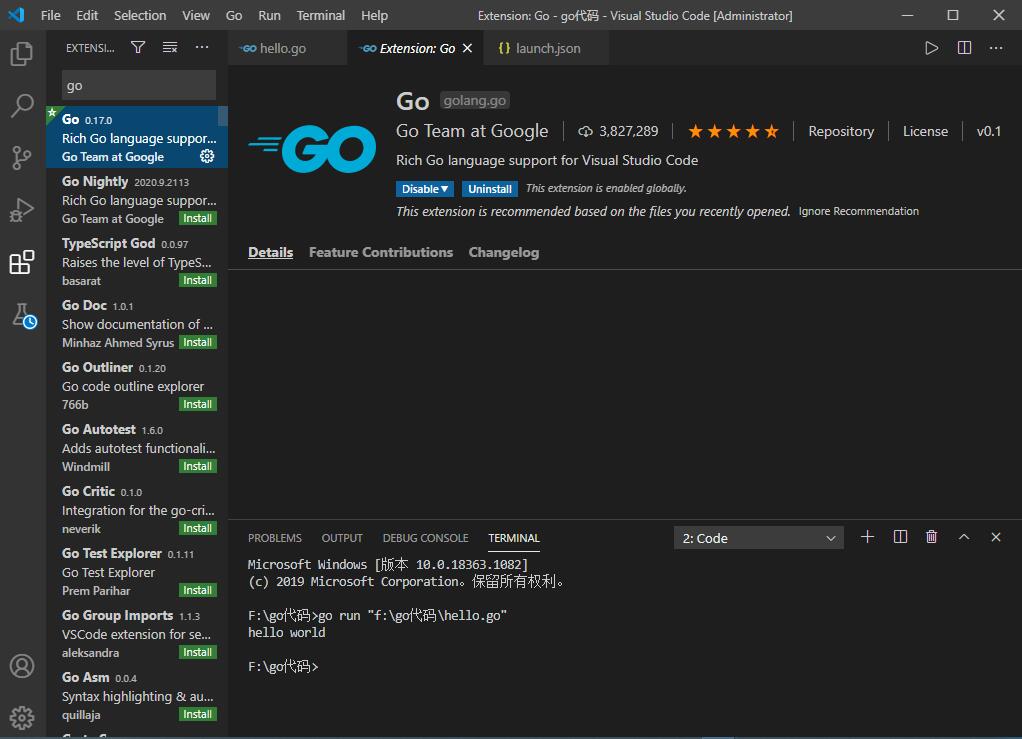 File Edit Selection View Go Run Terminal Help Extension: Go - go代码 - Visual Studio Code [Administrator]
EXTENSI...
hello.go Extension: Go launch.json
go
Go 0.17.0
Rich Go language suppor...
Go Team at Google
Go Nightly 2020.9.2113
Rich Go language suppor...
Go Team at Google Install
TypeScript God 0.0.97
Raises the level of TypeS...
basarat Install
Go Doc 1.0.1
Show documentation of ...
Minhaz Ahmed Syrus Install
Go Outliner 0.1.20
Go code outline explorer
766b Install
Go Autotest 1.6.0
Adds autotest functionali...
Windmill Install
Go Critic 0.1.0
Integration for the go-cri...
neverik Install
Go Test Explorer 0.1.11
Go Test Explorer
Prem Parihar Install
Go Group Imports 1.1.3
VSCode extension for se...
aleksandra Install
Go Asm 0.0.4
Syntax highlighting & au...
quillaja Install
GO
Go golang.go
Go Team at Google 3,827,289 Repository License v0.1
Rich Go language support for Visual Studio Code
Disable Uninstall This extension is enabled globally.
This extension is recommended based on the files you recently opened. Ignore Recommendation
Details Feature Contributions Changelog
PROBLEMS OUTPUT DEBUG CONSOLE TERMINAL 2: Code
Microsoft Windows [版本 10.0.18363.1082]
(c) 2019 Microsoft Corporation。保留所有权利。
F:\go代码>go run "f:\go代码\hello.go"
hello world
F:\go代码>